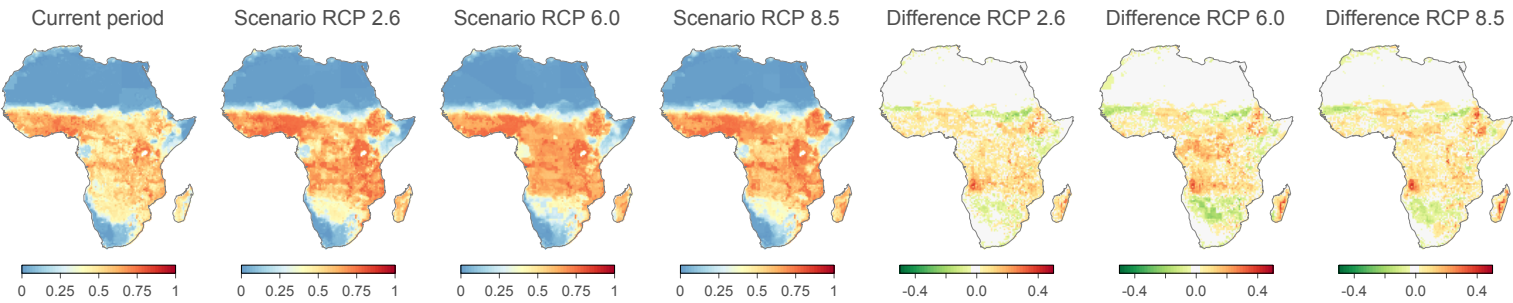 Current period Scenario RCP 2.6 Scenario RCP 6.0 Scenario RCP 8.5 Difference RCP 2.6 Difference RCP 6.0 Difference RCP 8.5
0 0.25 0.5 0.75 1 0 0.25 0.5 0.75 1 0 0.25 0.5 0.75 1 0 0.25 0.5 0.75 1 -0.4 0.0 0.4 -0.4 0.0 0.4 -0.4 0.0 0.4